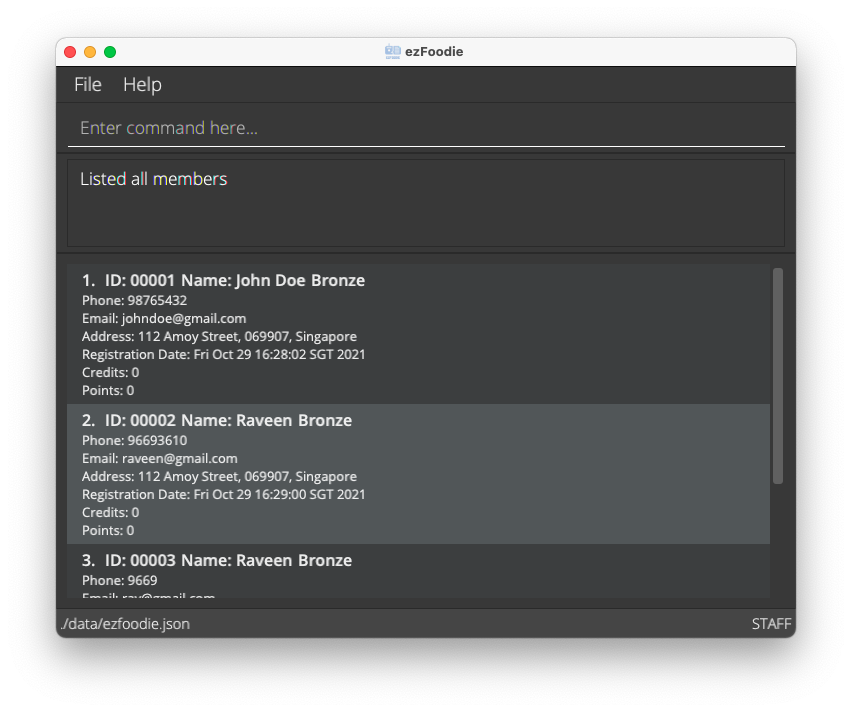 ezFoodie
File Help
Enter command here...
Listed all members
1. ID: 00001 Name: John Doe Bronze
Phone: 98765432
Email: johndoe@gmail.com
Address: 112 Amoy Street, 069907, Singapore
Registration Date: Fri Oct 29 16:28:02 SGT 2021
Credits: 0
Points: 0
2. ID: 00002 Name: Raveen Bronze
Phone: 96693610
Email: raveen@gmail.com
Address: 112 Amoy Street, 069907, Singapore
Registration Date: Fri Oct 29 16:29:00 SGT 2021
Credits: 0
Points: 0
3. ID: 00003 Name: Raveen Bronze
Phone: 9669
Email: rav@gmail.com
./data/ezfoodie.json STAFF